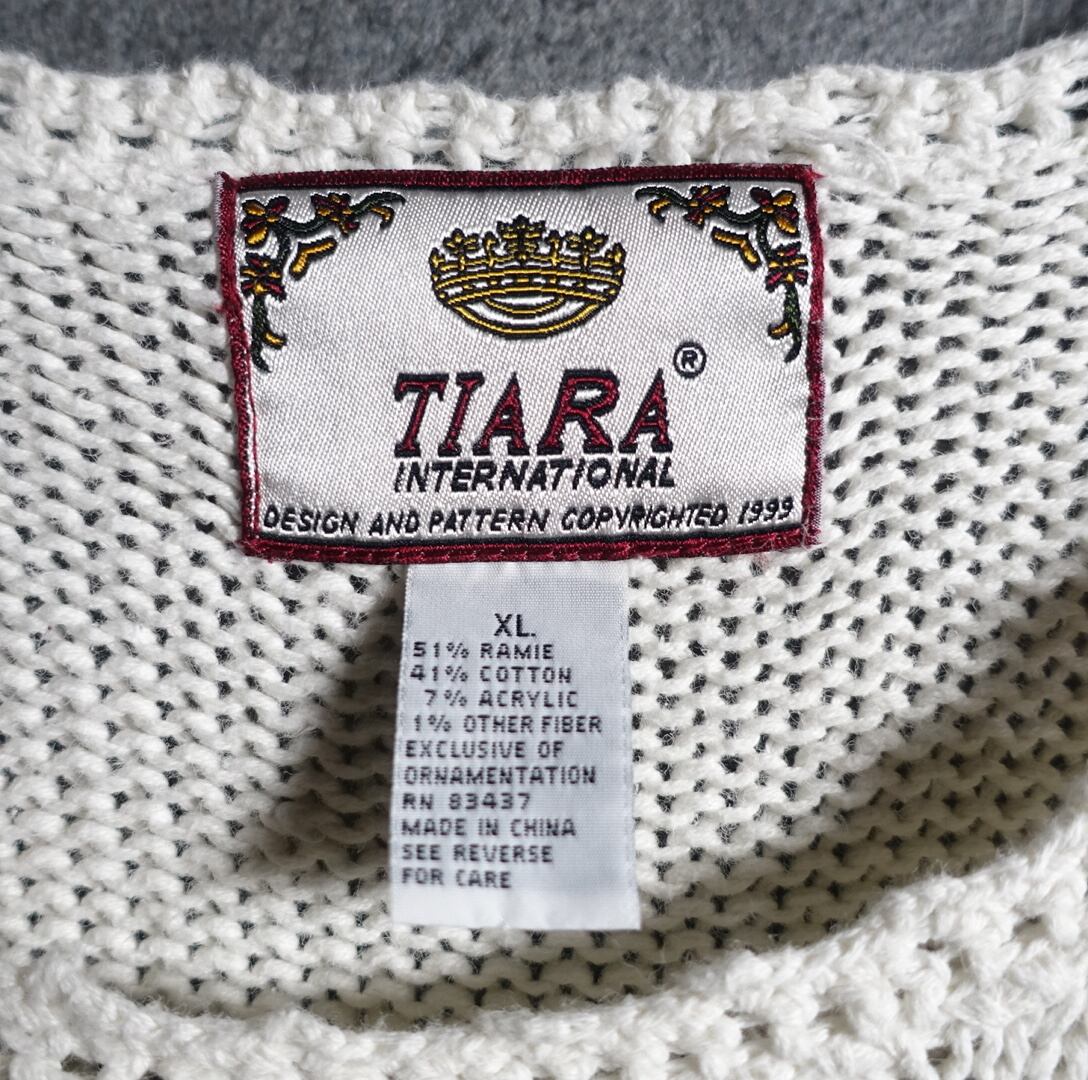 TIARA®
INTERNATIONAL
DESIGN AND PATTERN COPYRIGHTED 1999
XL
51% RAMIE
41% COTTON
7% ACRYLIC
1% OTHER FIBER
EXCLUSIVE OF
ORNAMENTATION
RN 83437
MADE IN CHINA
SEE REVERSE
FOR CARE